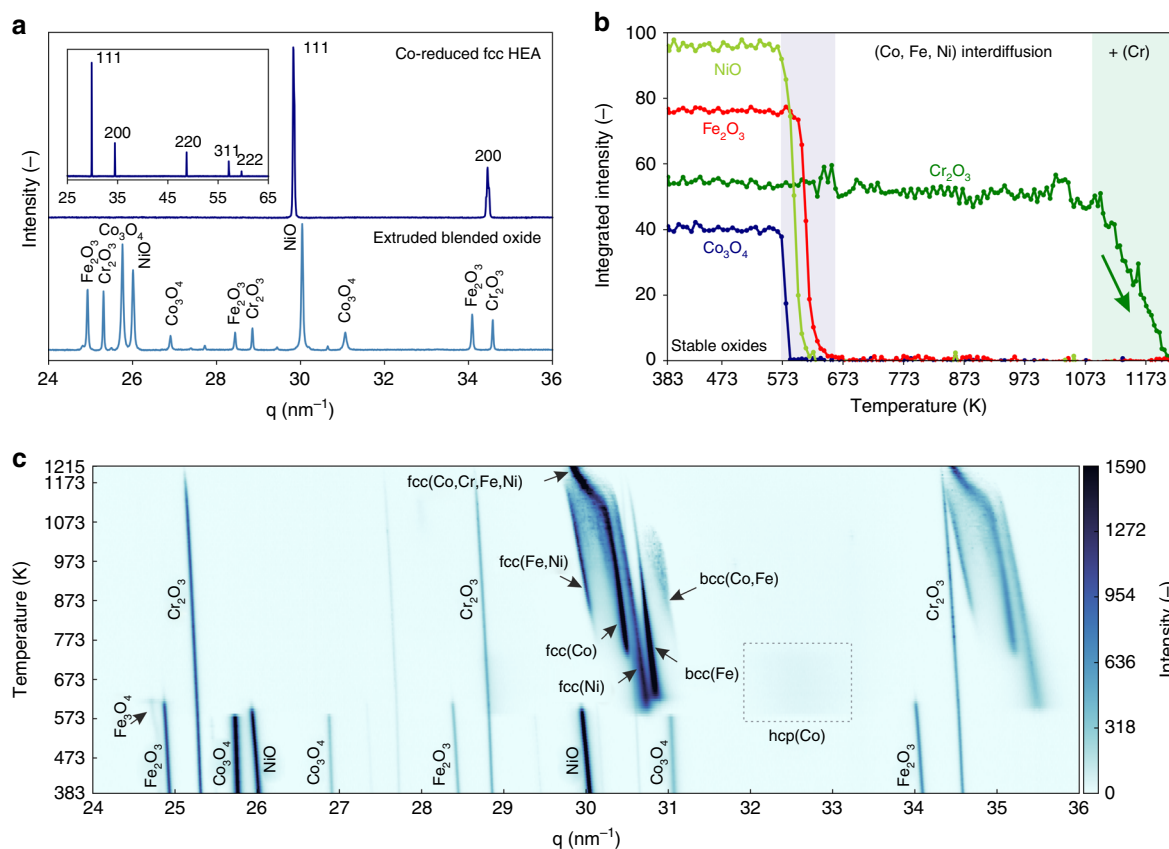 a
Co-reduced fcc HEA
111
200
111
200
220
311
222
25 35 45 55 65
Extruded blended oxide
Fe₂O₃
Cr₂O₃
Co₃O₄
NiO
Co₃O₄
Fe₂O₃
Cr₂O₃
NiO
Co₃O₄
Fe₂O₃
Cr₂O₃
Intensity (–)
24 26 28 30 32 34 36
q (nm⁻¹)
b
100
80
60
40
20
0
Integrated intensity (–)
(Co, Fe, Ni) interdiffusion
+ (Cr)
NiO
Fe₂O₃
Cr₂O₃
Co₃O₄
Stable oxides
383 473 573 673 773 873 973 1073 1173
Temperature (K)
c
1215
1173
1073
973
873
773
673
573
473
383
Temperature (K)
fcc(Co,Cr,Fe,Ni)
fcc(Fe,Ni)
bcc(Co,Fe)
fcc(Co)
bcc(Fe)
fcc(Ni)
hcp(Co)
Cr₂O₃
Cr₂O₃
Cr₂O₃
Fe₃O₄
Fe₂O₃
Co₃O₄
NiO
Co₃O₄
Fe₂O₃
NiO
Co₃O₄
Fe₂O₃
24 25 26 27 28 29 30 31 32 33 34 35 36
q (nm⁻¹)
1590
1272
954
636
318
0
Intensity (–)